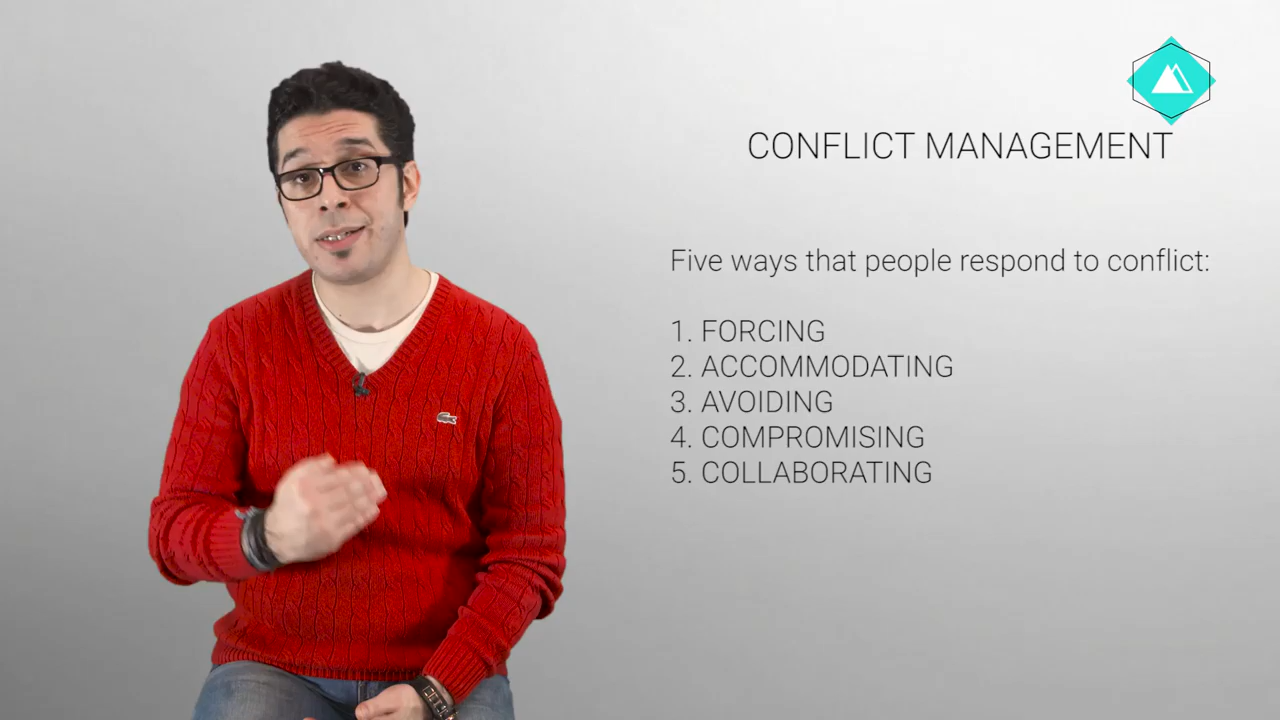 CONFLICT MANAGEMENT
Five ways that people respond to conflict:
1. FORCING
2. ACCOMMODATING
3. AVOIDING
4. COMPROMISING
5. COLLABORATING